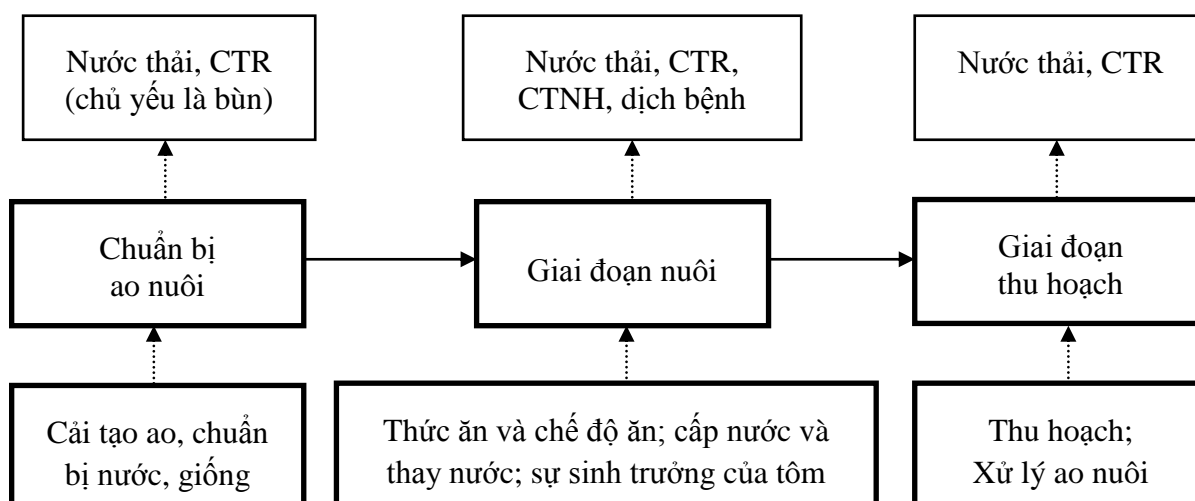 Nước thải, CTR
(chủ yếu là bùn)
Nước thải, CTR,
CTNH, dịch bệnh
Nước thải, CTR
Chuẩn bị
ao nuôi
Giai đoạn nuôi
Giai đoạn
thu hoạch
Cải tạo ao, chuẩn
bị nước, giống
Thức ăn và chế độ ăn; cấp nước và
thay nước; sự sinh trưởng của tôm
Thu hoạch;
Xử lý ao nuôi